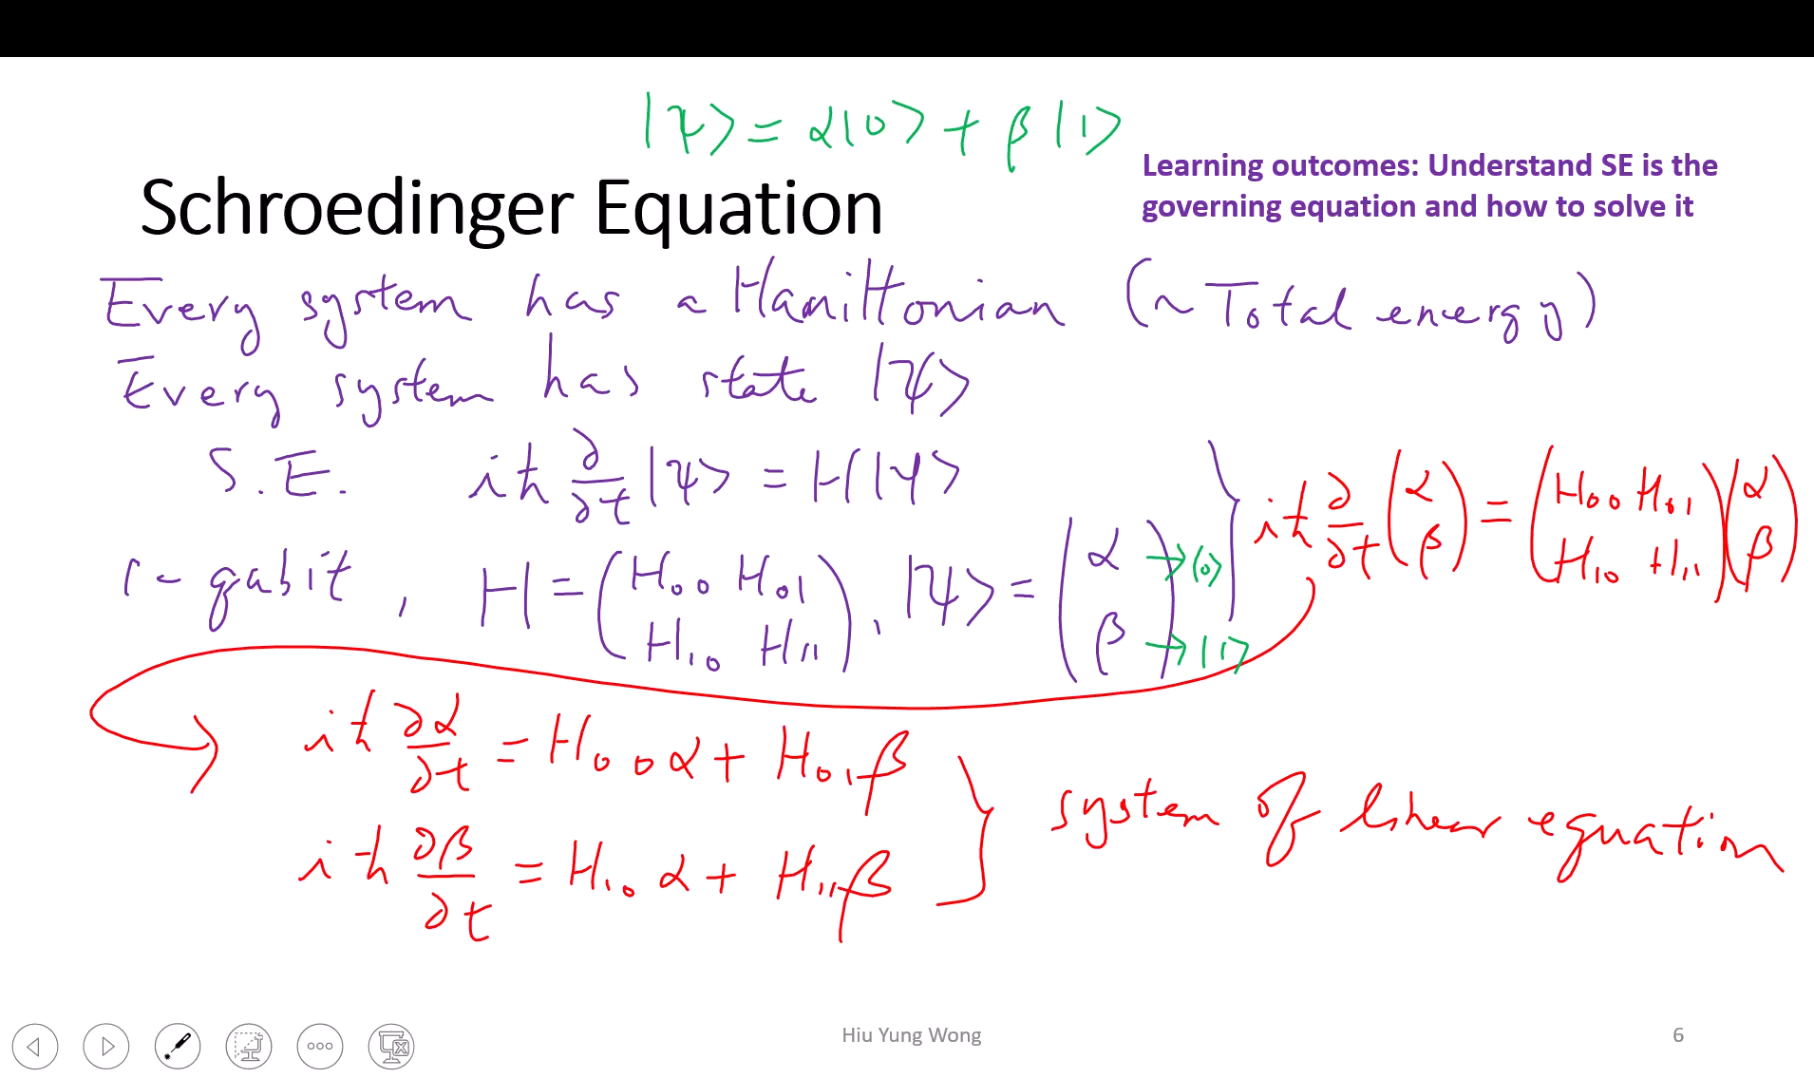 |ψ> = α|0> + β|1>
Learning outcomes: Understand SE is the
governing equation and how to solve it
Schroedinger Equation
Every system has a Hamiltonian (~ Total energy)
Every system has state |ψ>
S.E. iħ ∂/∂t |ψ> = H|ψ>
1-qubit, H = (H00 H01 / H10 H11), |ψ> = (α → |0> / β → |1>) } iħ ∂/∂t (α / β) = (H00 H01 / H10 H11)(α / β)
iħ ∂α/∂t = H00 α + H01 β
iħ ∂β/∂t = H10 α + H11 β
} system of linear equation
Hiu Yung Wong
6